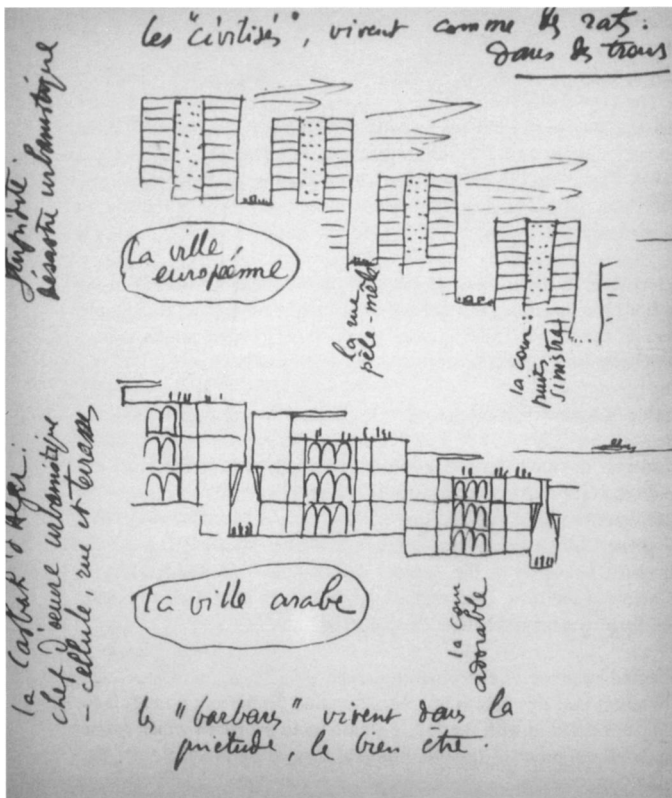 les "civilisés", vivent comme des rats.
dans des trous
stupidité.
désastre urbanistique
la ville
européenne
la rue
pêle-mêle
la cour:
puits
sinistre
la Casbah d'Alger:
chef d'œuvre urbanistique
– cellule, rue et terrasses
la ville arabe
la cour
adorable
les "barbares" vivent dans la
quiétude, le bien être.